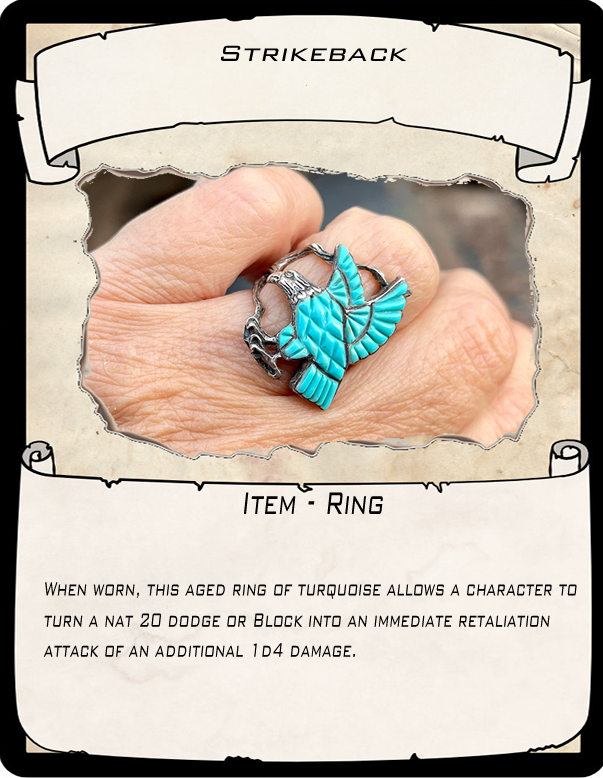 Strikeback
Item - Ring
When worn, this aged ring of turquoise allows a character to
turn a nat 20 dodge or Block into an immediate retaliation
attack of an additional 1d4 damage.